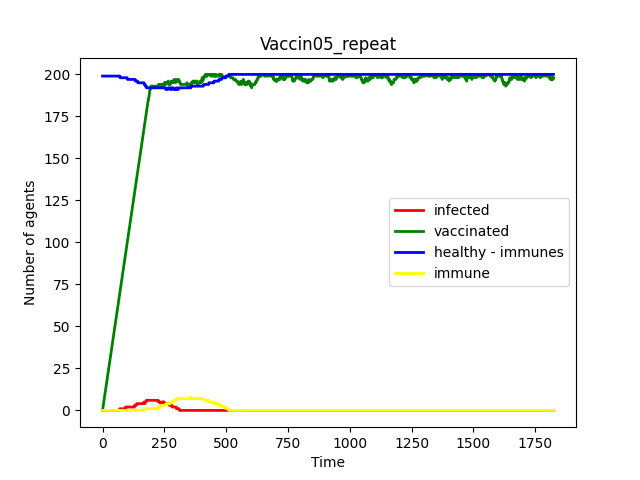 Vaccin05_repeat
200
175
150
125
100
75
50
25
0
Number of agents
infected
vaccinated
healthy - immunes
immune
0 250 500 750 1000 1250 1500 1750
Time